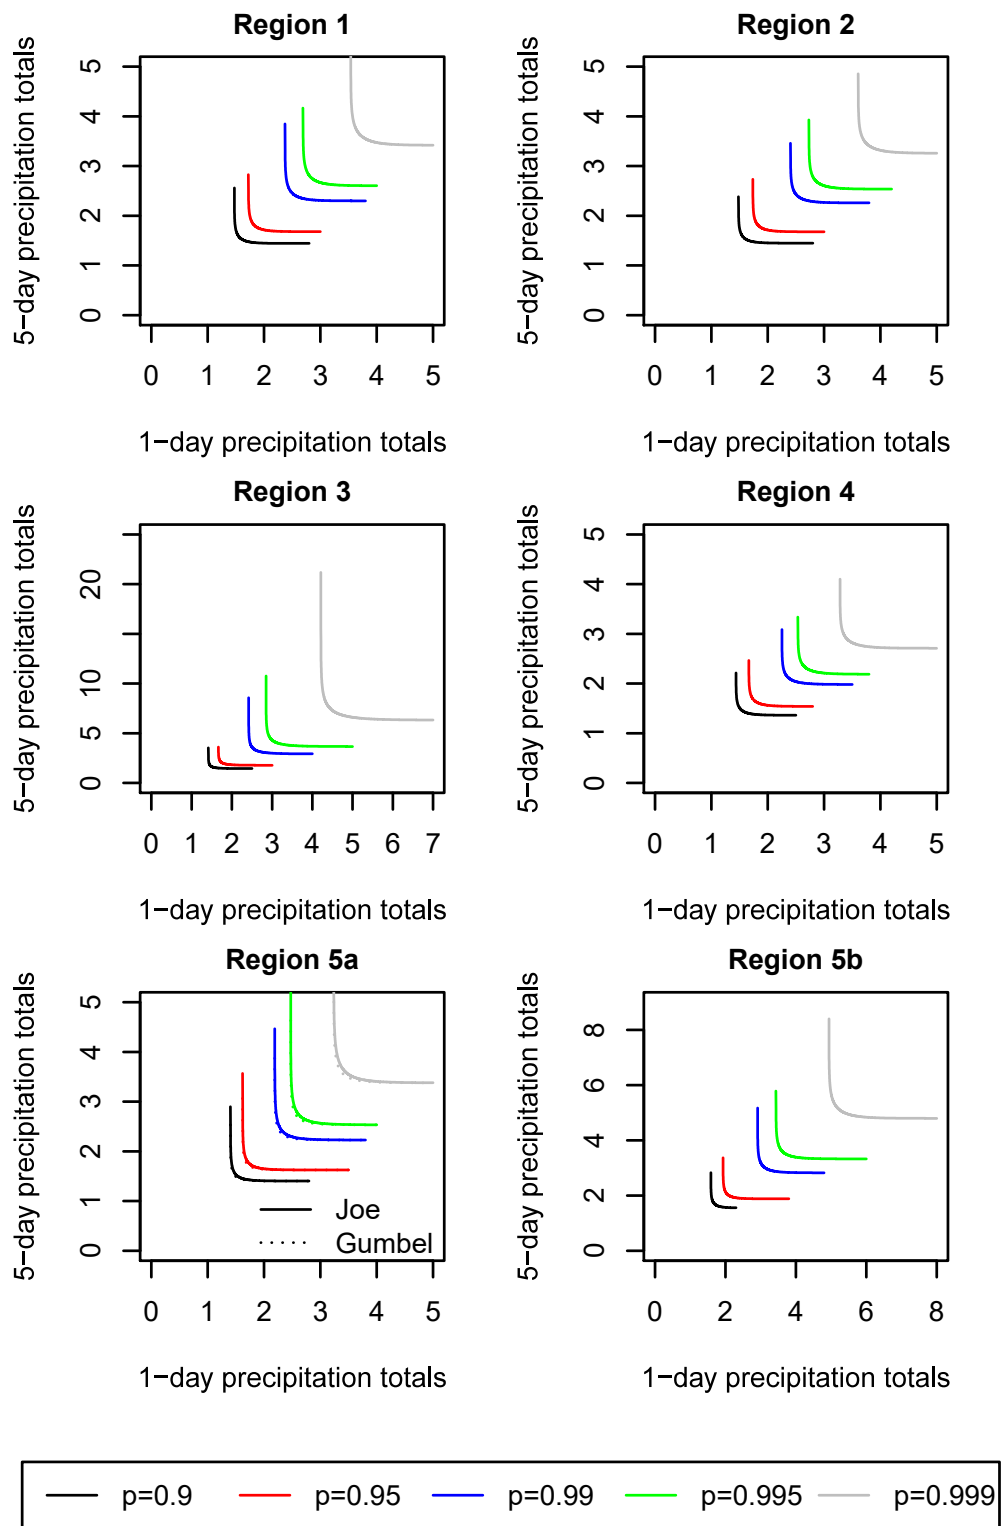 Region 1
5−day precipitation totals
0 1 2 3 4 5
0 1 2 3 4 5
1−day precipitation totals
Region 2
5−day precipitation totals
0 1 2 3 4 5
0 1 2 3 4 5
1−day precipitation totals
Region 3
5−day precipitation totals
0 5 10 20
0 1 2 3 4 5 6 7
1−day precipitation totals
Region 4
5−day precipitation totals
0 1 2 3 4 5
0 1 2 3 4 5
1−day precipitation totals
Region 5a
5−day precipitation totals
0 1 2 3 4 5
Joe
Gumbel
0 1 2 3 4 5
1−day precipitation totals
Region 5b
5−day precipitation totals
0 2 4 6 8
0 2 4 6 8
1−day precipitation totals
p=0.9 p=0.95 p=0.99 p=0.995 p=0.999